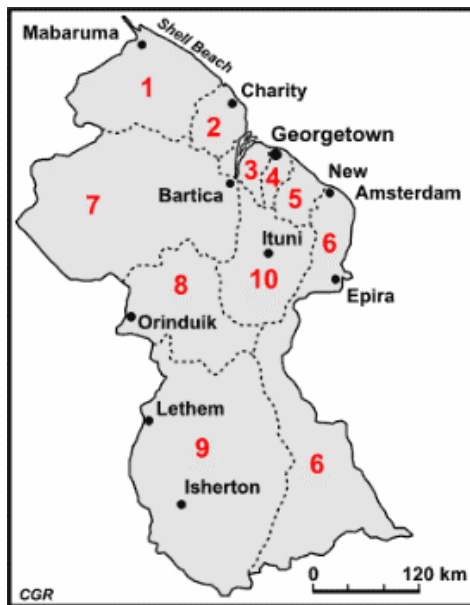 Mabaruma
Shell Beach
1
Charity
2
Georgetown
3
4
New
Amsterdam
7
Bartica
5
Ituni
6
8
10
Epira
Orinduik
Lethem
9
6
Isherton
0
120 km
CGR